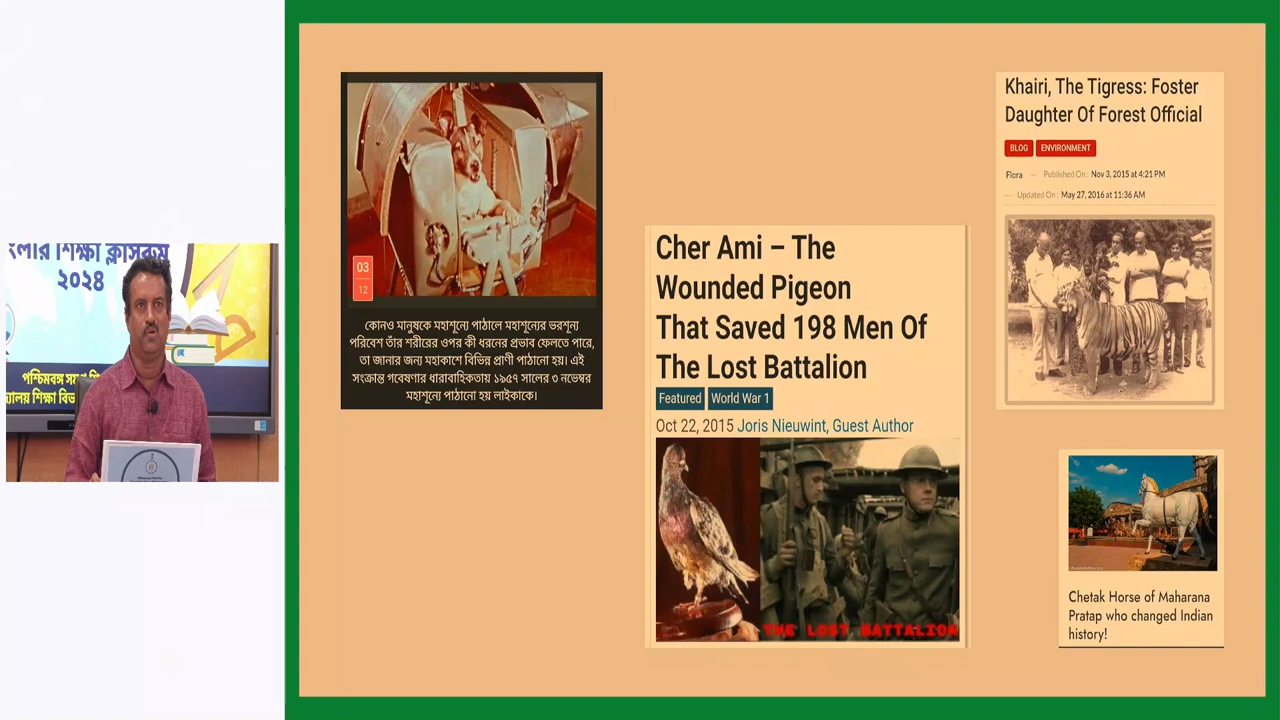 ংলার শিক্ষা ক্লাসরুম
২০২৪
03
12
কোনও মানুষকে মহাশূন্যে পাঠালে মহাশূন্যের ভরশূন্য
পরিবেশ তাঁর শরীরের ওপর কী ধরনের প্রভাব ফেলতে পারে,
তা জানার জন্য মহাকাশে বিভিন্ন প্রাণী পাঠানো হয়। এই
সংক্রান্ত গবেষণার ধারাবাহিকতায় ১৯৫৭ সালের ৩ নভেম্বর
মহাশূন্যে পাঠানো হয় লাইকাকে।
Cher Ami – The
Wounded Pigeon
That Saved 198 Men Of
The Lost Battalion
Featured World War 1
Oct 22, 2015 Joris Nieuwint, Guest Author
THE LOST BATTALION
Khairi, The Tigress: Foster
Daughter Of Forest Official
BLOG ENVIRONMENT
Flora — Published On : Nov 3, 2015 at 4:21 PM
— Updated On : May 27, 2016 at 11:36 AM
Chetak Horse of Maharana
Pratap who changed Indian
history!